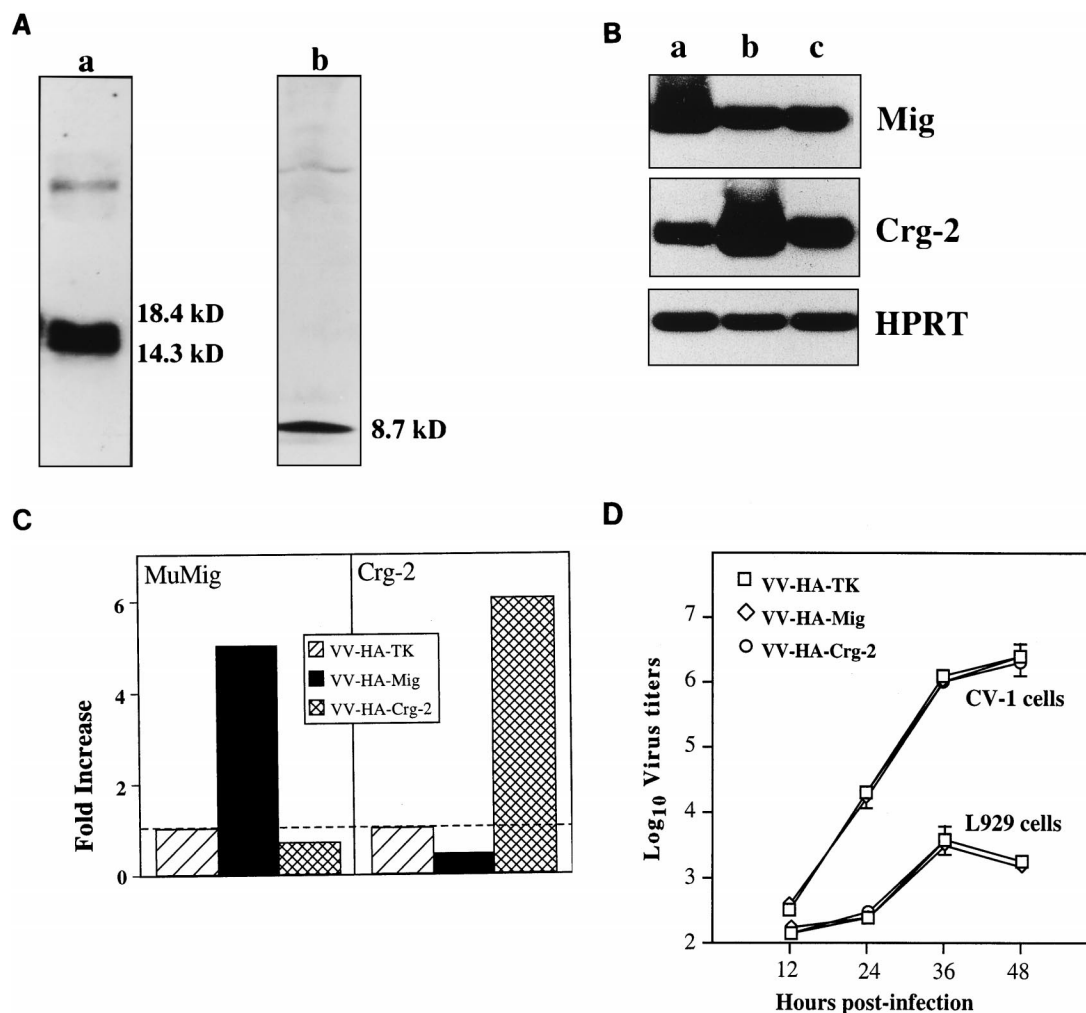 A
a
b
18.4 kD
14.3 kD
8.7 kD
B
a b c
Mig
Crg-2
HPRT
C
MuMig
Crg-2
VV-HA-TK
VV-HA-Mig
VV-HA-Crg-2
Fold Increase
6
4
2
0
D
VV-HA-TK
VV-HA-Mig
VV-HA-Crg-2
CV-1 cells
L929 cells
Log10 Virus titers
7
6
5
4
3
2
12 24 36 48
Hours post-infection